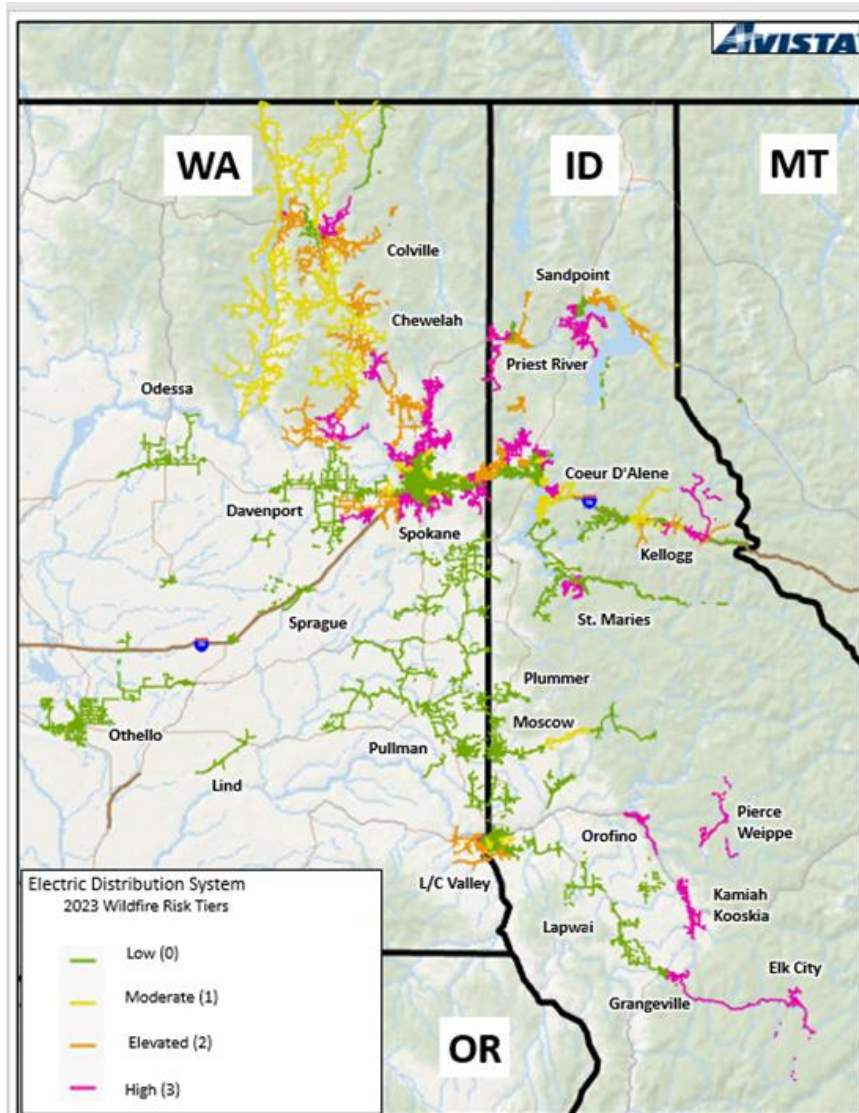 AVISTA
WA
ID
MT
Colville
Sandpoint
Chewelah
Priest River
Odessa
Coeur D'Alene
Davenport
Spokane
Kellogg
Sprague
St. Maries
Plummer
Othello
Moscow
Pullman
Lind
Pierce
Weippe
Orofino
L/C Valley
Kamiah
Kooskia
Lapwai
Elk City
Grangeville
OR
Electric Distribution System
2023 Wildfire Risk Tiers
Low (0)
Moderate (1)
Elevated (2)
High (3)